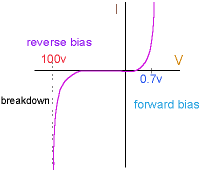 I
reverse bias
100v
V
0.7v
breakdown
forward bias